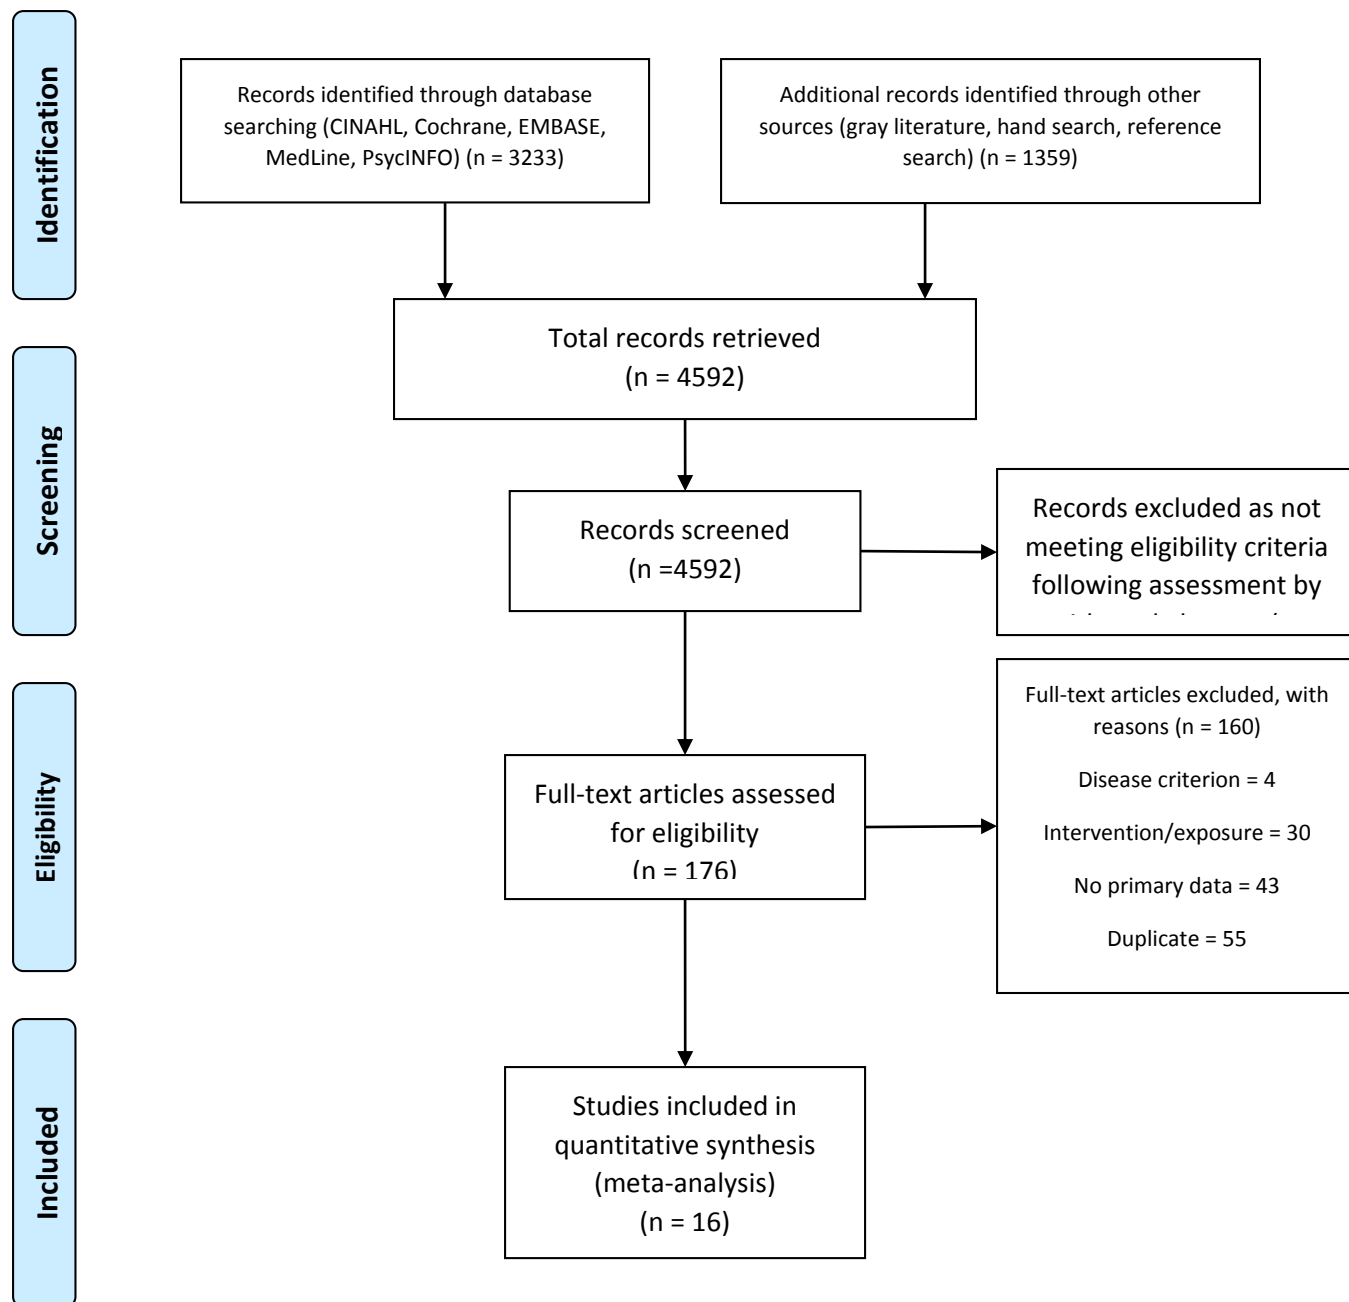 Identification
Records identified through database
searching (CINAHL, Cochrane, EMBASE,
MedLine, PsycINFO) (n = 3233)
Additional records identified through other
sources (gray literature, hand search, reference
search) (n = 1359)
Total records retrieved
(n = 4592)
Screening
Records screened
(n =4592)
Records excluded as not
meeting eligibility criteria
following assessment by
Eligibility
Full-text articles assessed
for eligibility
(n = 176)
Full-text articles excluded, with
reasons (n = 160)
Disease criterion = 4
Intervention/exposure = 30
No primary data = 43
Duplicate = 55
Included
Studies included in
quantitative synthesis
(meta-analysis)
(n = 16)